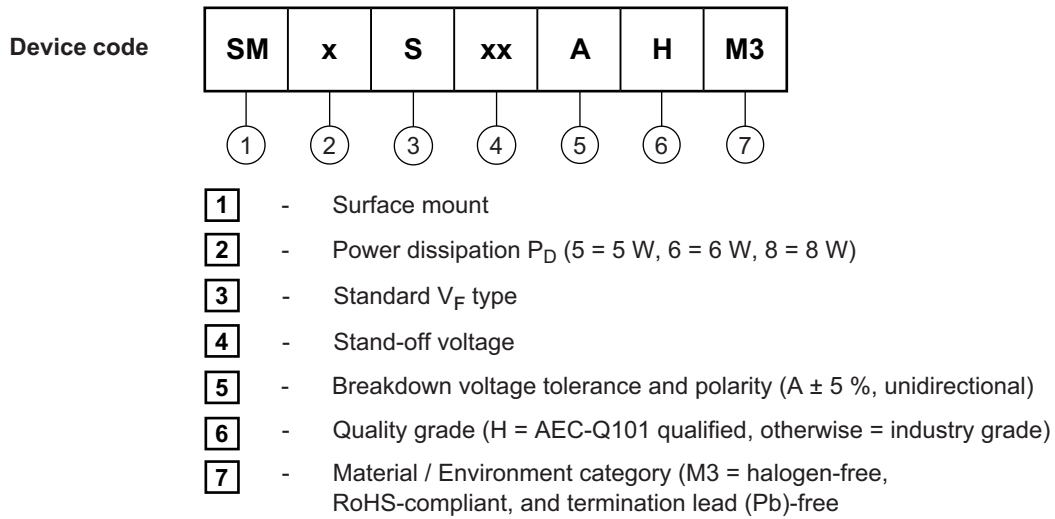 Device code
SM x S xx A H M3
1 2 3 4 5 6 7
1 - Surface mount
2 - Power dissipation PD (5 = 5 W, 6 = 6 W, 8 = 8 W)
3 - Standard VF type
4 - Stand-off voltage
5 - Breakdown voltage tolerance and polarity (A ± 5 %, unidirectional)
6 - Quality grade (H = AEC-Q101 qualified, otherwise = industry grade)
7 - Material / Environment category (M3 = halogen-free,
RoHS-compliant, and termination lead (Pb)-free